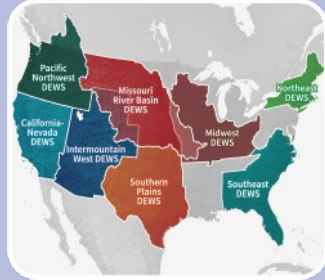 Pacific
Northwest
DEWS
Missouri
River Basin
DEWS
Northeast
DEWS
California-
Nevada
DEWS
Intermountain
West DEWS
Midwest
DEWS
Southern
Plains
DEWS
Southeast
DEWS